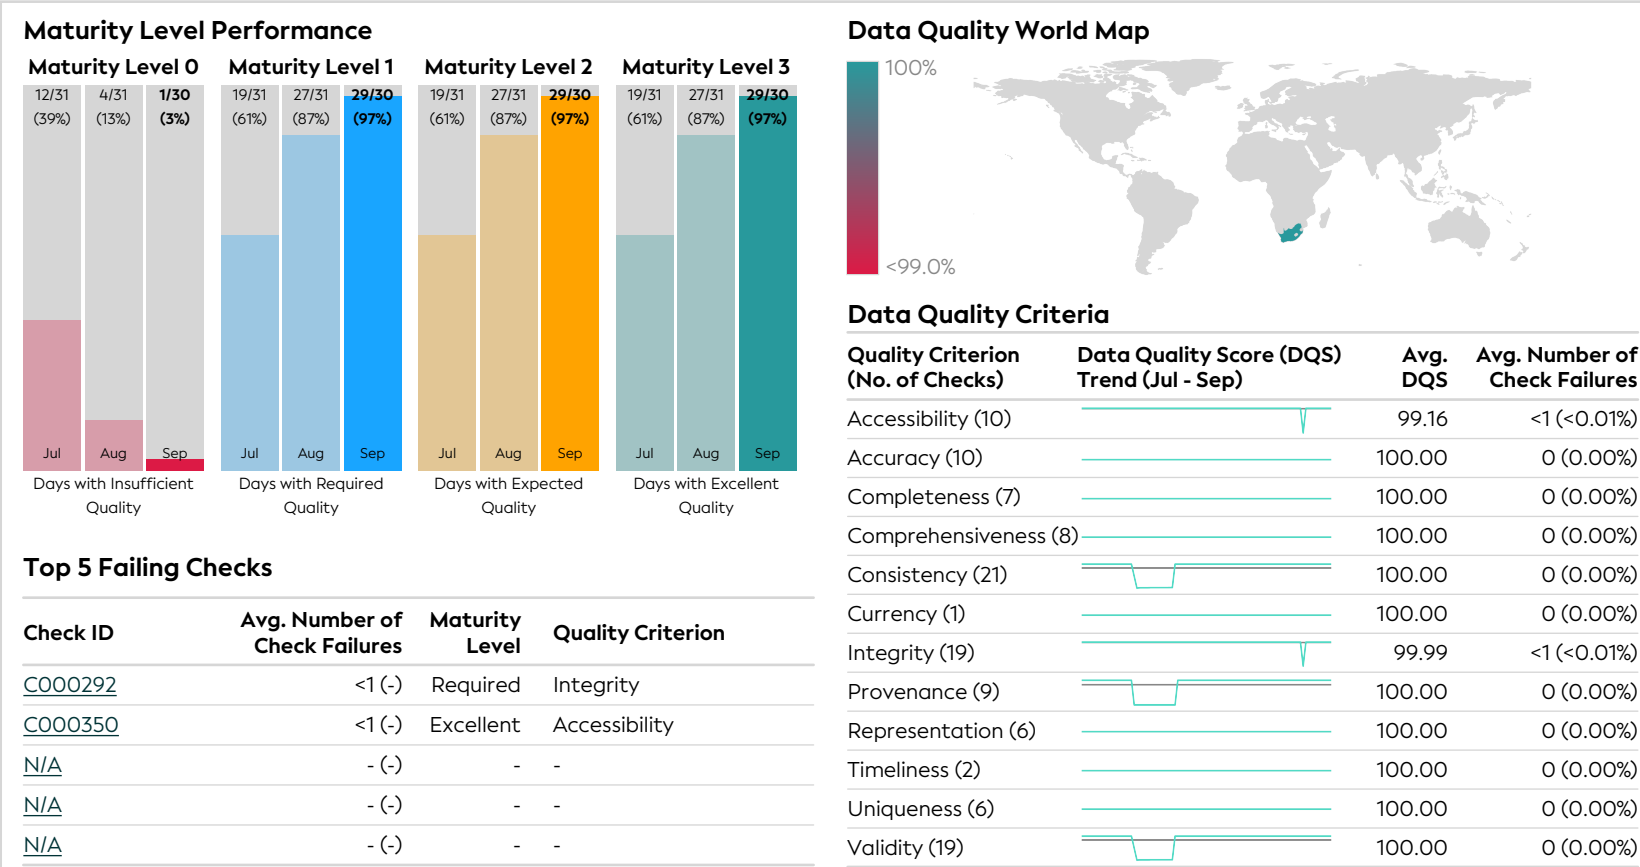 Maturity Level Performance
Maturity Level 0
Maturity Level 1
Maturity Level 2
Maturity Level 3
12/31
4/31
1/30
19/31
27/31
29/30
19/31
27/31
29/30
19/31
27/31
29/30
(39%)
(13%)
(3%)
(61%)
(87%)
(97%)
(61%)
(87%)
(97%)
(61%)
(87%)
(97%)
Jul
Aug
Sep
Jul
Aug
Sep
Jul
Aug
Sep
Jul
Aug
Sep
Days with Insufficient
Quality
Days with Required
Quality
Days with Expected
Quality
Days with Excellent
Quality
Top 5 Failing Checks
Check ID
Avg. Number of
Check Failures
Maturity
Level
Quality Criterion
C000292 <1 (-) Required Integrity
C000350 <1 (-) Excellent Accessibility
N/A - (-) - -
N/A - (-) - -
N/A - (-) - -
Data Quality World Map
100%
<99.0%
Data Quality Criteria
Quality Criterion
(No. of Checks)
Data Quality Score (DQS)
Trend (Jul - Sep)
Avg.
DQS
Avg. Number of
Check Failures
Accessibility (10) 99.16 <1 (<0.01%)
Accuracy (10) 100.00 0 (0.00%)
Completeness (7) 100.00 0 (0.00%)
Comprehensiveness (8) 100.00 0 (0.00%)
Consistency (21) 100.00 0 (0.00%)
Currency (1) 100.00 0 (0.00%)
Integrity (19) 99.99 <1 (<0.01%)
Provenance (9) 100.00 0 (0.00%)
Representation (6) 100.00 0 (0.00%)
Timeliness (2) 100.00 0 (0.00%)
Uniqueness (6) 100.00 0 (0.00%)
Validity (19) 100.00 0 (0.00%)